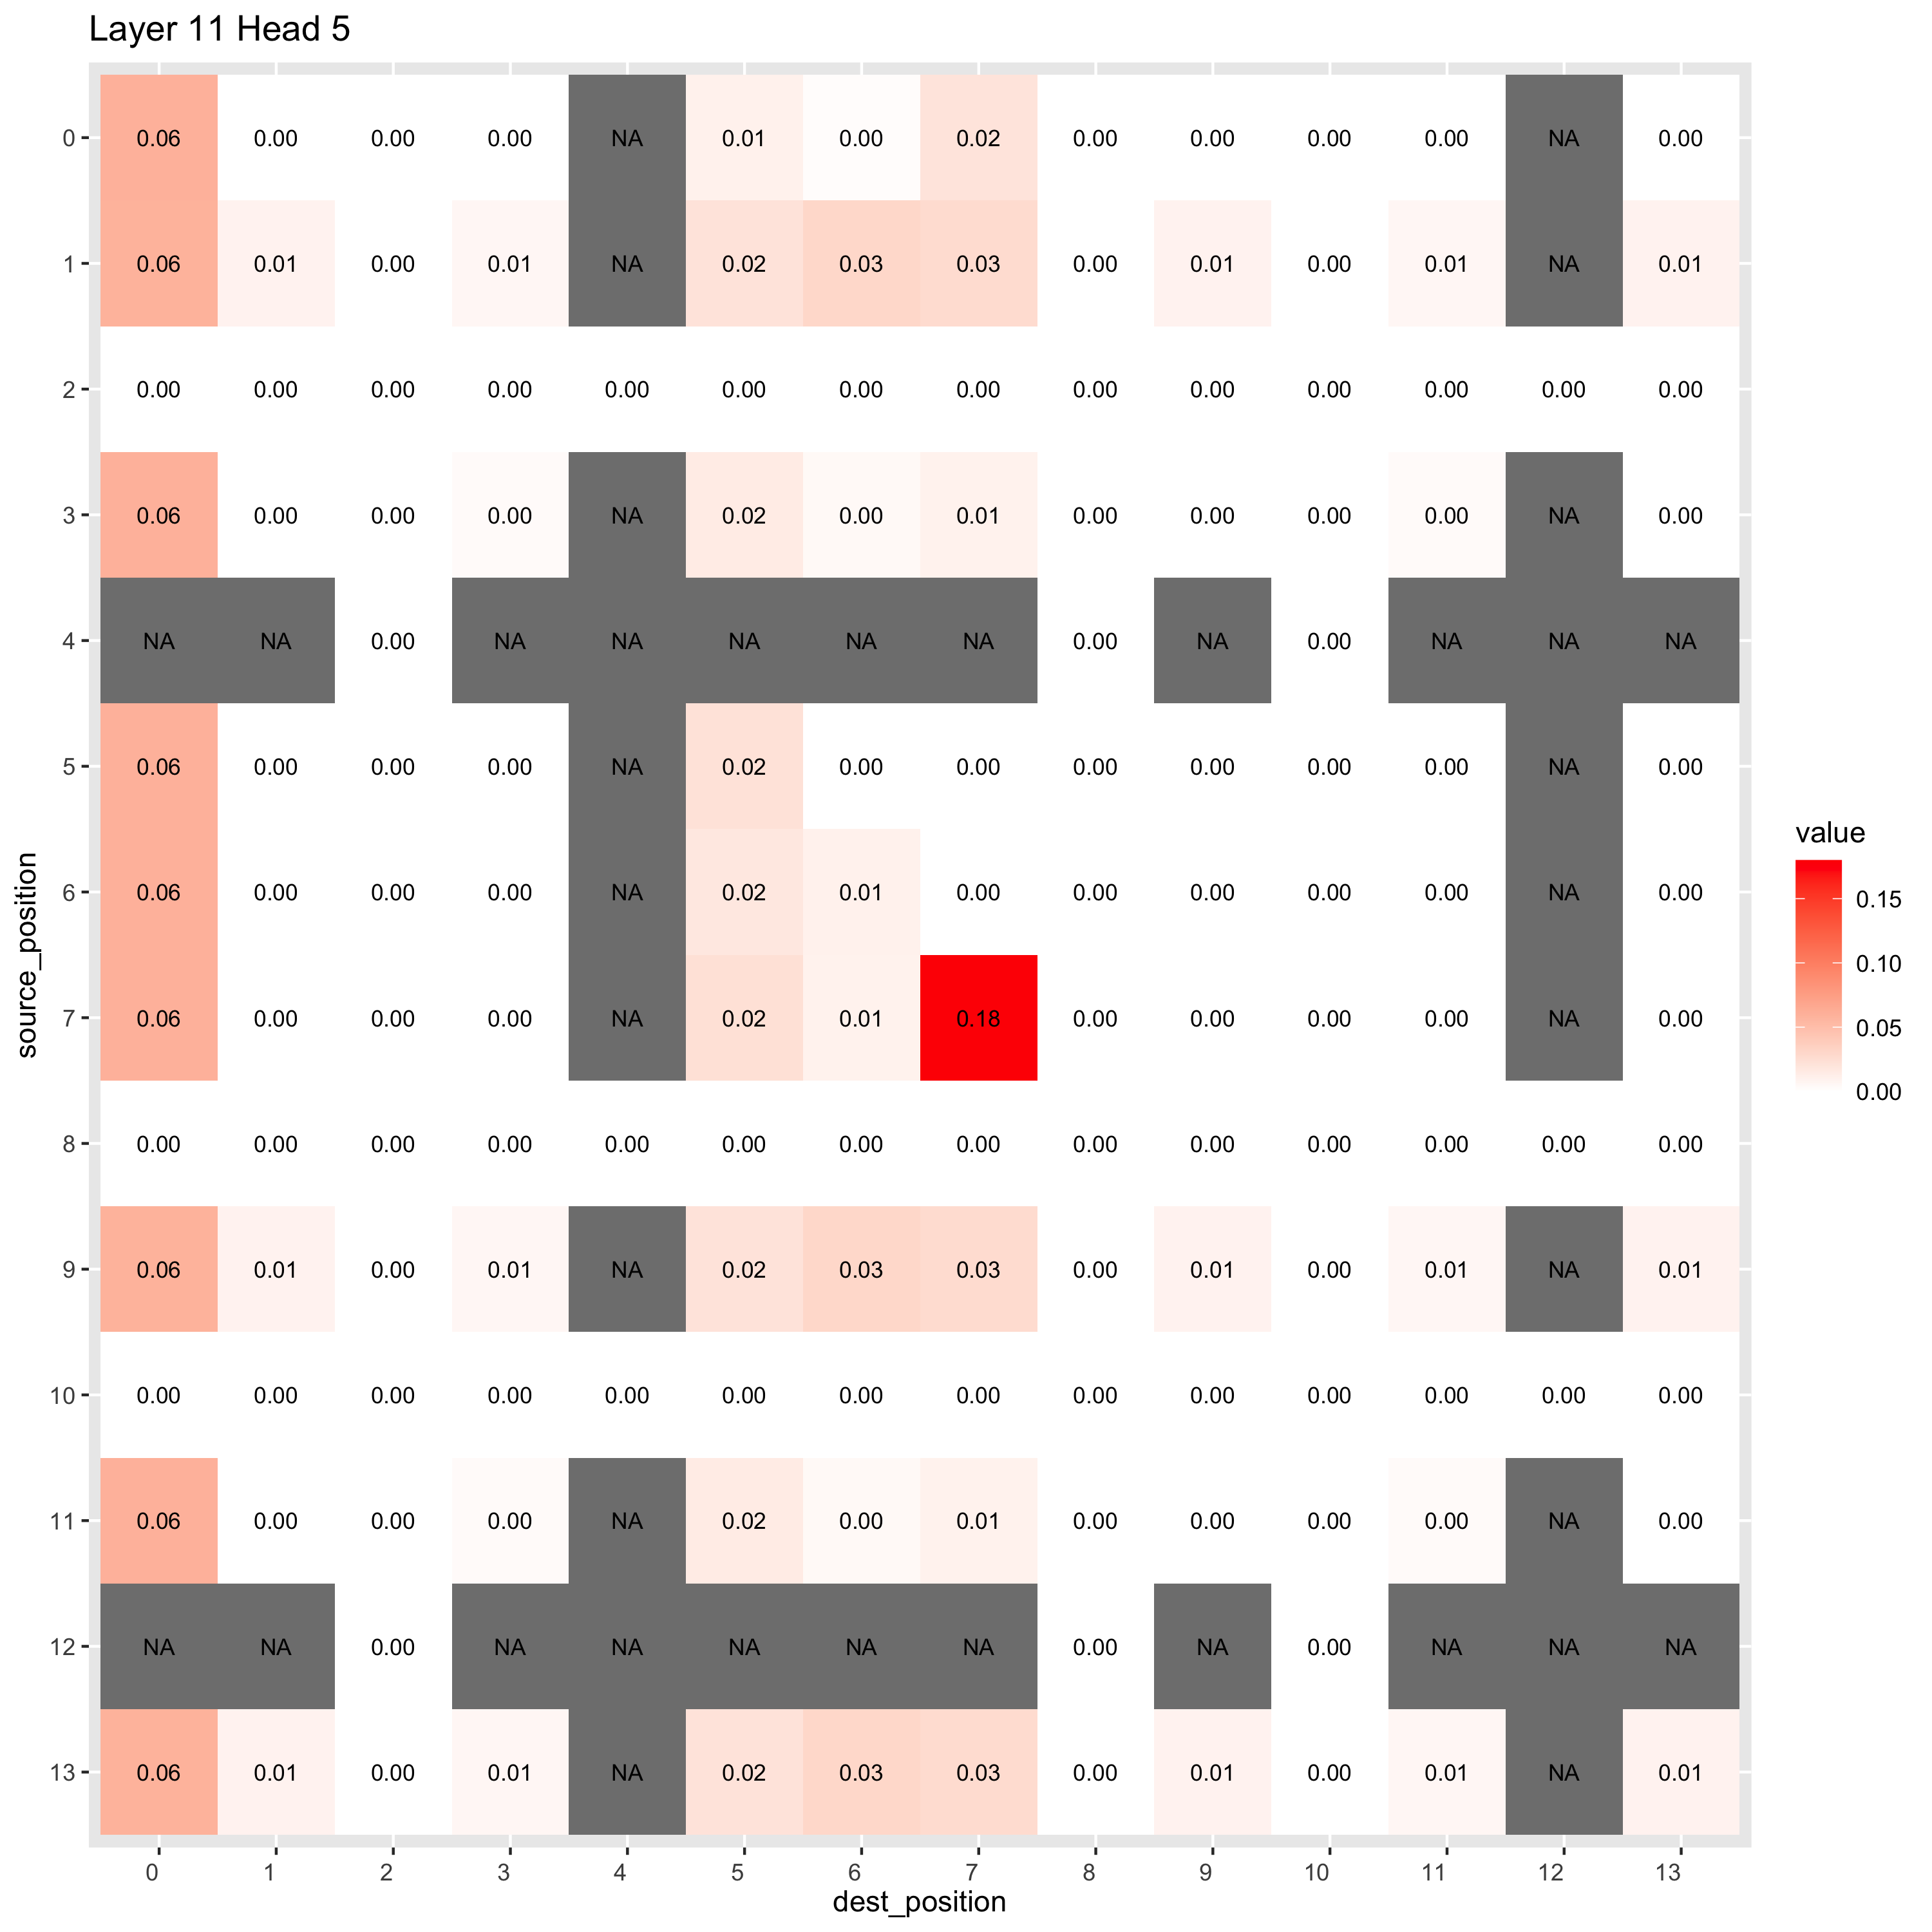 Layer 11 Head 5
0 0.06 0.00 0.00 0.00 NA 0.01 0.00 0.02 0.00 0.00 0.00 0.00 NA 0.00
1 0.06 0.01 0.00 0.01 NA 0.02 0.03 0.03 0.00 0.01 0.00 0.01 NA 0.01
2 0.00 0.00 0.00 0.00 0.00 0.00 0.00 0.00 0.00 0.00 0.00 0.00 0.00 0.00
3 0.06 0.00 0.00 0.00 NA 0.02 0.00 0.01 0.00 0.00 0.00 0.00 NA 0.00
4 NA NA 0.00 NA NA NA NA NA 0.00 NA 0.00 NA NA NA
5 0.06 0.00 0.00 0.00 NA 0.02 0.00 0.00 0.00 0.00 0.00 0.00 NA 0.00
6 0.06 0.00 0.00 0.00 NA 0.02 0.01 0.00 0.00 0.00 0.00 0.00 NA 0.00
7 0.06 0.00 0.00 0.00 NA 0.02 0.01 0.18 0.00 0.00 0.00 0.00 NA 0.00
8 0.00 0.00 0.00 0.00 0.00 0.00 0.00 0.00 0.00 0.00 0.00 0.00 0.00 0.00
9 0.06 0.01 0.00 0.01 NA 0.02 0.03 0.03 0.00 0.01 0.00 0.01 NA 0.01
10 0.00 0.00 0.00 0.00 0.00 0.00 0.00 0.00 0.00 0.00 0.00 0.00 0.00 0.00
11 0.06 0.00 0.00 0.00 NA 0.02 0.00 0.01 0.00 0.00 0.00 0.00 NA 0.00
12 NA NA 0.00 NA NA NA NA NA 0.00 NA 0.00 NA NA NA
13 0.06 0.01 0.00 0.01 NA 0.02 0.03 0.03 0.00 0.01 0.00 0.01 NA 0.01
0 1 2 3 4 5 6 7 8 9 10 11 12 13
dest_position
source_position
value
0.15
0.10
0.05
0.00